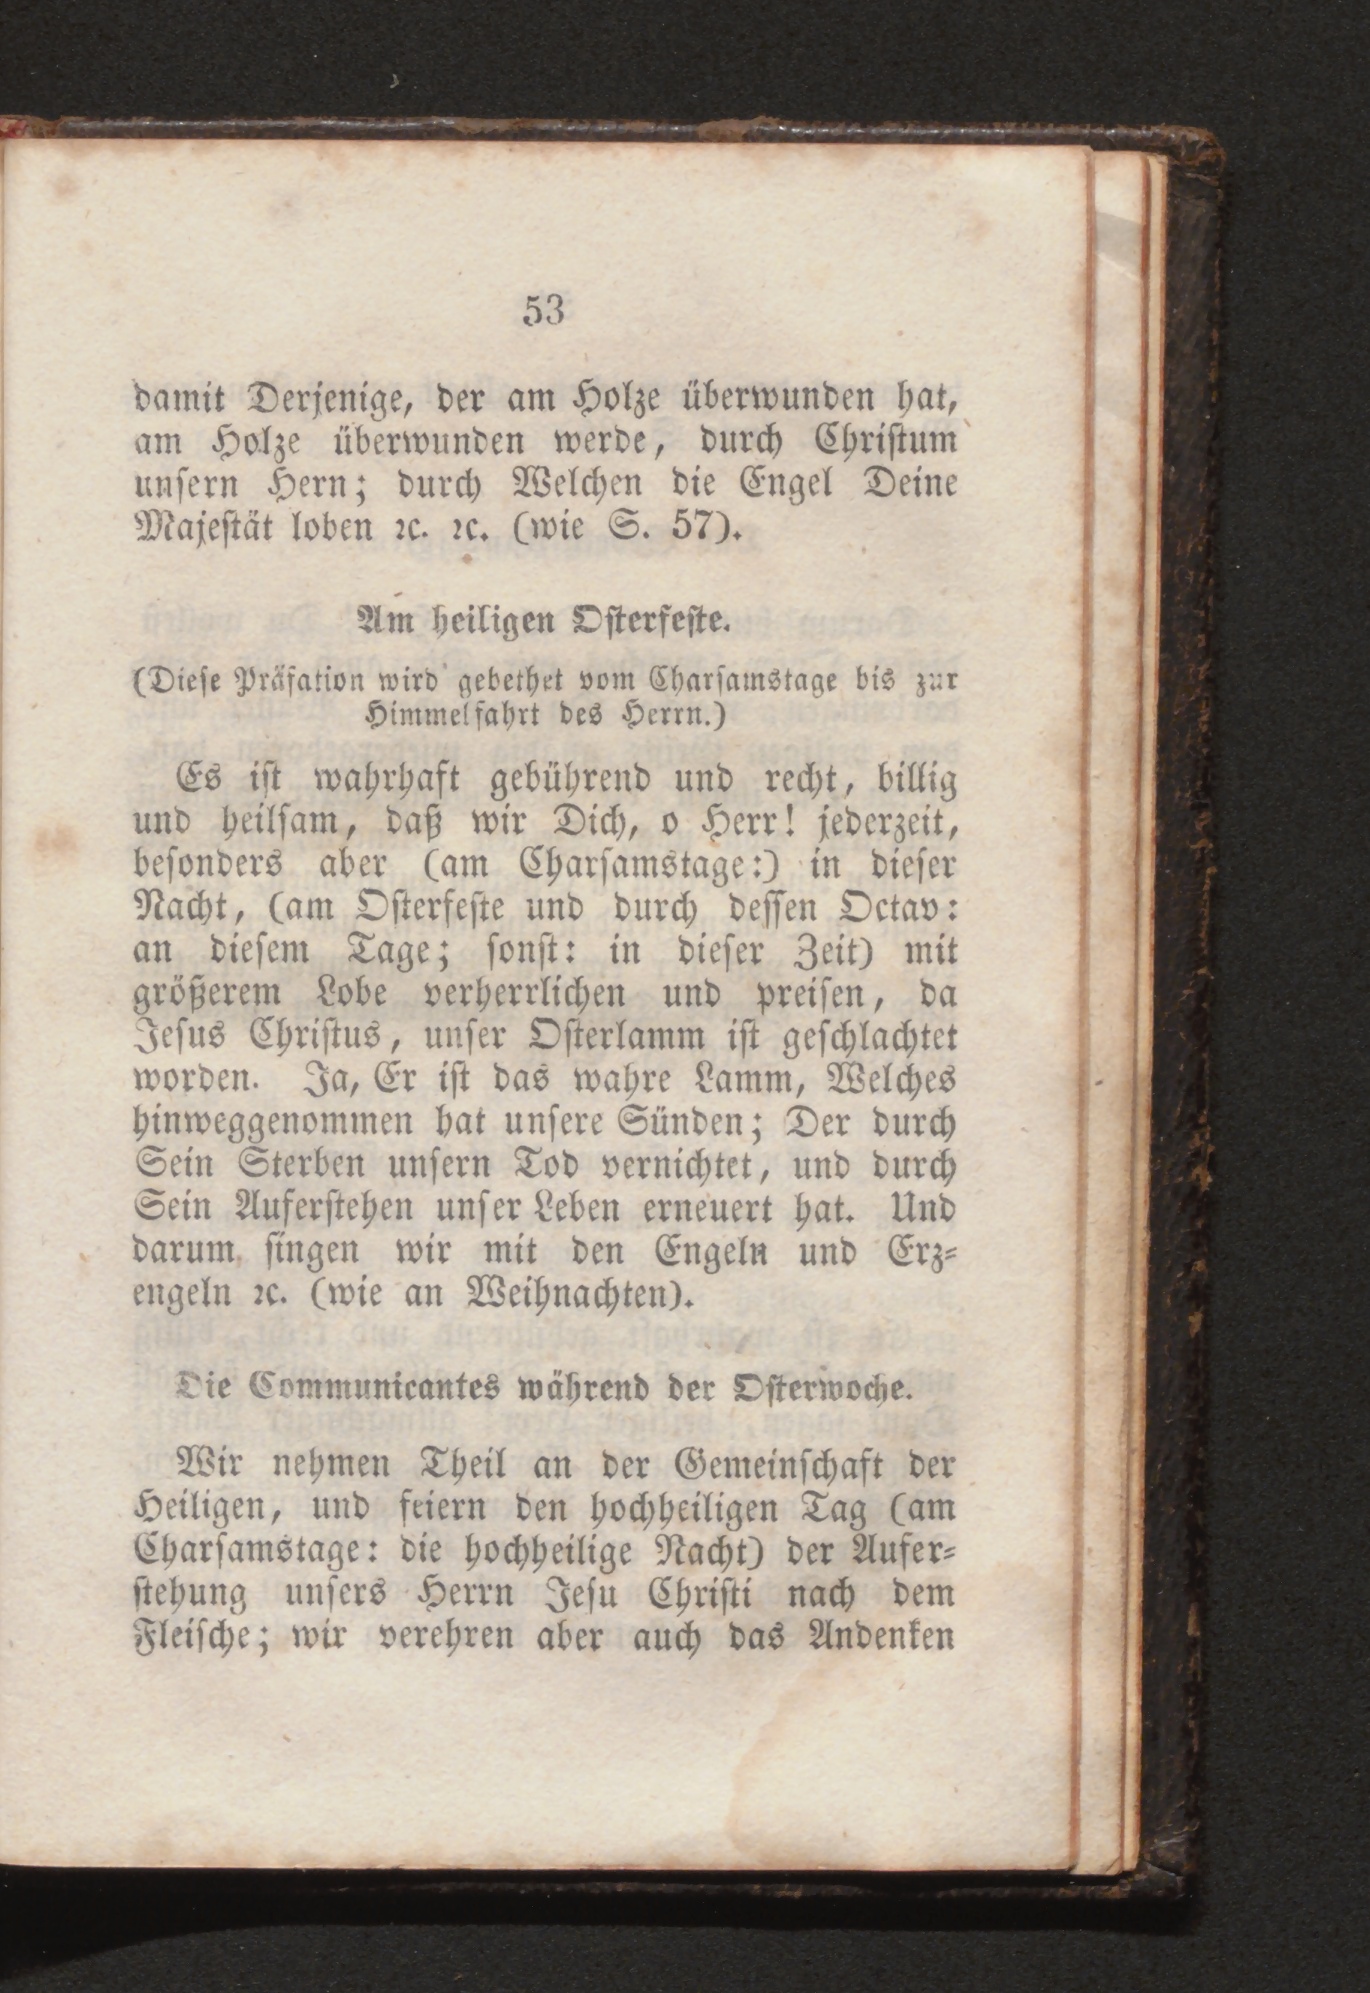 53
damit Derjenige, der am Holze überwunden hat,
am Holze überwunden werde, durch Christum
unsern Hern; durch Welchen die Engel Deine
Majestät loben ꝛc. ꝛc. (wie S. 57).
Am heiligen Osterfeste.
(Diese Präfation wird gebethet vom Charsamstage bis zur
Himmelfahrt des Herrn.)
Es ist wahrhaft gebührend und recht, billig
und heilsam, daß wir Dich, o Herr! jederzeit,
besonders aber (am Charsamstage:) in dieser
Nacht, (am Osterfeste und durch dessen Octav:
an diesem Tage; sonst: in dieser Zeit) mit
größerem Lobe verherrlichen und preisen, da
Jesus Christus, unser Osterlamm ist geschlachtet
worden. Ja, Er ist das wahre Lamm, Welches
hinweggenommen hat unsere Sünden; Der durch
Sein Sterben unsern Tod vernichtet, und durch
Sein Auferstehen unser Leben erneuert hat. Und
darum singen wir mit den Engeln und Erz-
engeln ꝛc. (wie an Weihnachten).
Die Communicantes während der Osterwoche.
Wir nehmen Theil an der Gemeinschaft der
Heiligen, und feiern den hochheiligen Tag (am
Charsamstage: die hochheilige Nacht) der Aufer-
stehung unsers Herrn Jesu Christi nach dem
Fleische; wir verehren aber auch das Andenken